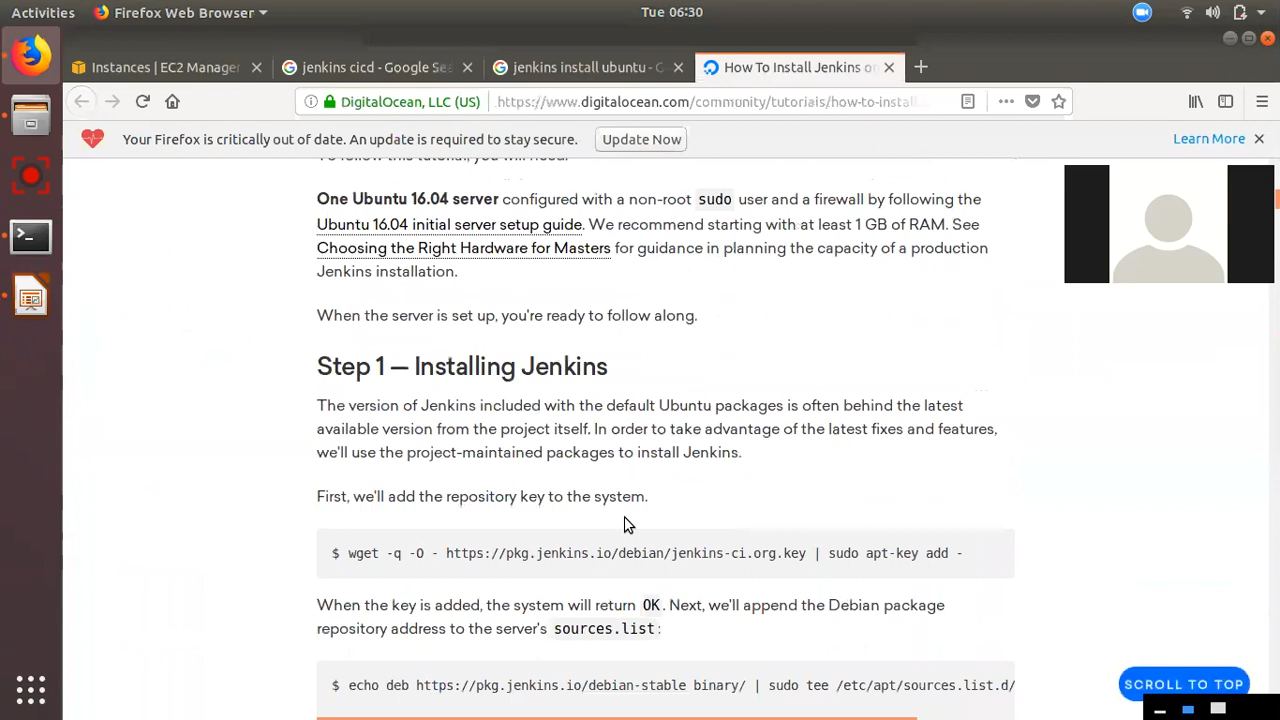 Activities Firefox Web Browser Tue 06:30
Instances | EC2 Manager jenkins cicd - Google Se jenkins install ubuntu - G How To Install Jenkins on
DigitalOcean, LLC (US) https://www.digitalocean.com/community/tutorials/how-to-install…
Your Firefox is critically out of date. An update is required to stay secure. Update Now Learn More
To follow this tutorial, you will need:
One Ubuntu 16.04 server configured with a non-root sudo user and a firewall by following the
Ubuntu 16.04 initial server setup guide. We recommend starting with at least 1 GB of RAM. See
Choosing the Right Hardware for Masters for guidance in planning the capacity of a production
Jenkins installation.
When the server is set up, you're ready to follow along.
Step 1 — Installing Jenkins
The version of Jenkins included with the default Ubuntu packages is often behind the latest
available version from the project itself. In order to take advantage of the latest fixes and features,
we'll use the project-maintained packages to install Jenkins.
First, we'll add the repository key to the system.
$ wget -q -O - https://pkg.jenkins.io/debian/jenkins-ci.org.key | sudo apt-key add -
When the key is added, the system will return OK. Next, we'll append the Debian package
repository address to the server's sources.list:
$ echo deb https://pkg.jenkins.io/debian-stable binary/ | sudo tee /etc/apt/sources.list.d/
SCROLL TO TOP